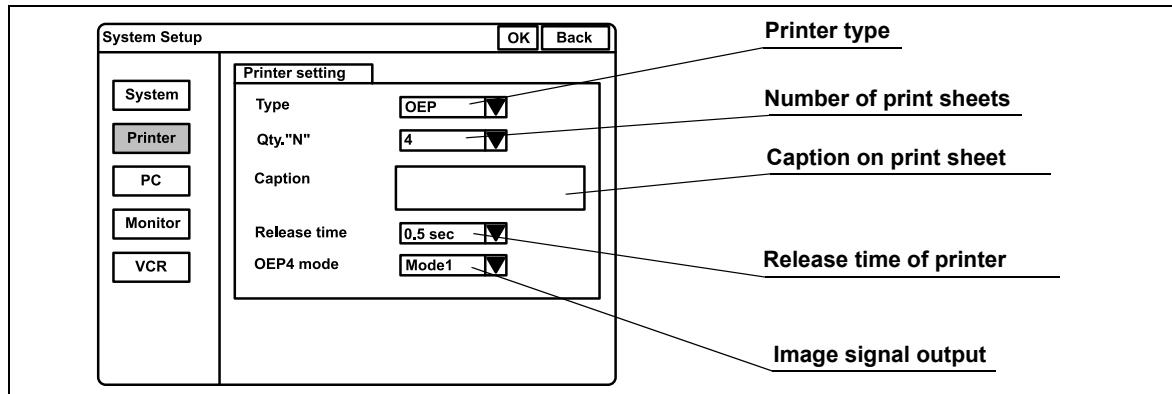 System Setup
OK
Back
System
Printer
PC
Monitor
VCR
Printer setting
Type
OEP
Qty."N"
4
Caption
Release time
0.5 sec
OEP4 mode
Mode1
Printer type
Number of print sheets
Caption on print sheet
Release time of printer
Image signal output